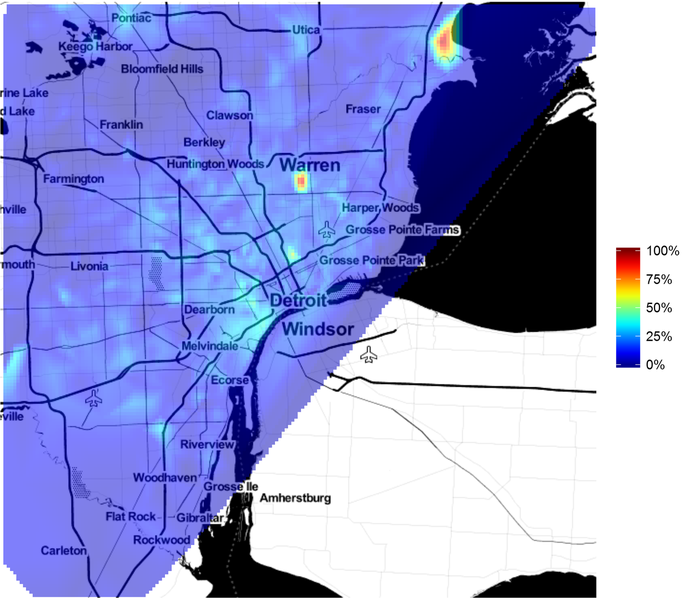 Pontiac
Utica
Keego Harbor
Bloomfield Hills
rine Lake
d Lake
Clawson
Fraser
Franklin
Berkley
Huntington Woods
Warren
Farmington
hville
Harper Woods
Grosse Pointe Farms
mouth
Livonia
Grosse Pointe Park
Detroit
Dearborn
Windsor
Melvindale
Ecorse
eville
Riverview
Woodhaven
Grosse Ile
Amherstburg
Flat Rock
Gibraltar
Rockwood
Carleton
100%
75%
50%
25%
0%